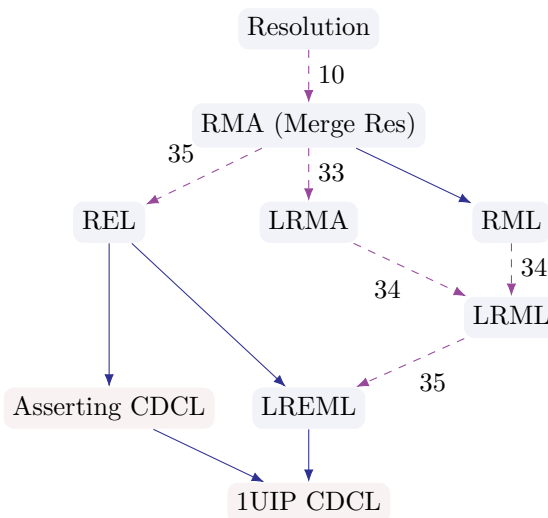 Resolution
10
RMA (Merge Res)
35
33
REL
LRMA
RML
34
34
LRML
35
Asserting CDCL
LREML
1UIP CDCL